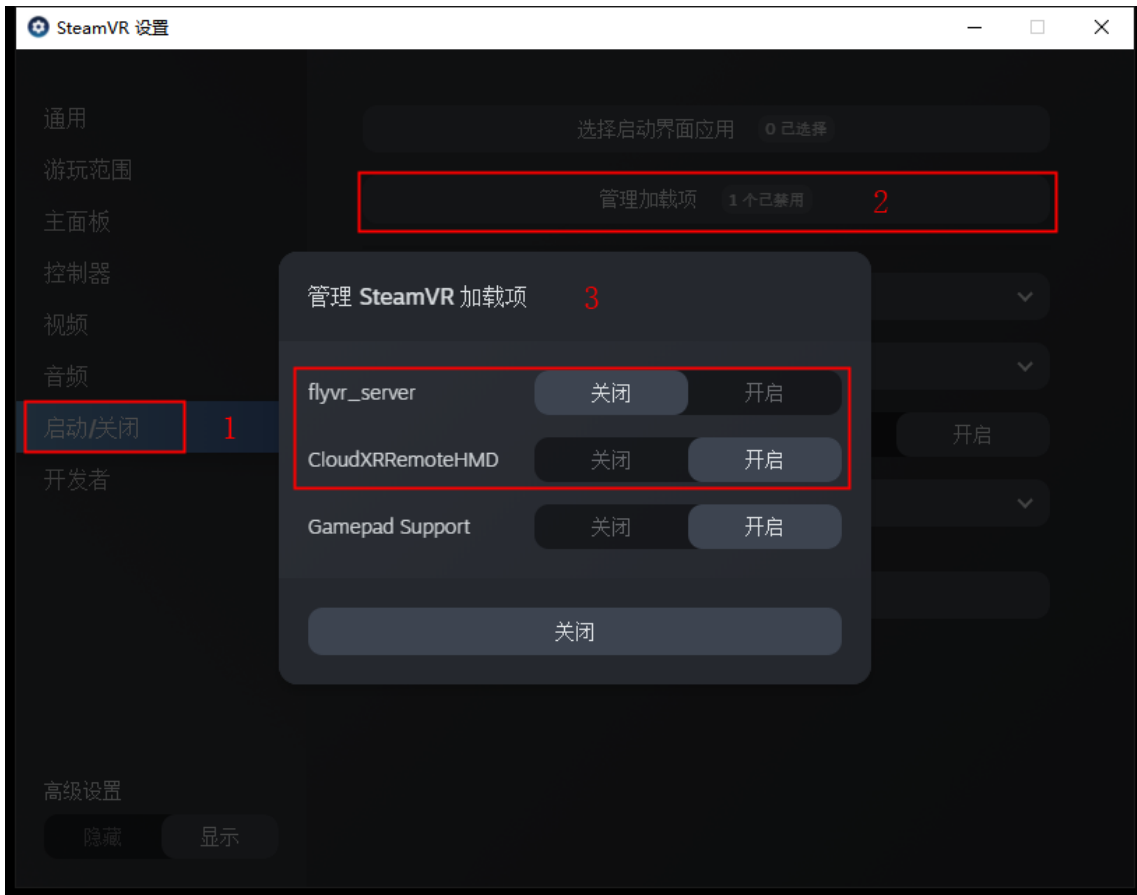 SteamVR 设置
通用
游玩范围
主面板
控制器
视频
音频
启动/关闭 1
开发者
高级设置
隐藏 显示
选择启动界面应用 0 己选择
管理加载项 1 个己禁用 2
管理 SteamVR 加载项 3
flyvr_server 关闭 开启
CloudXRRemoteHMD 关闭 开启
Gamepad Support 关闭 开启
关闭
开启